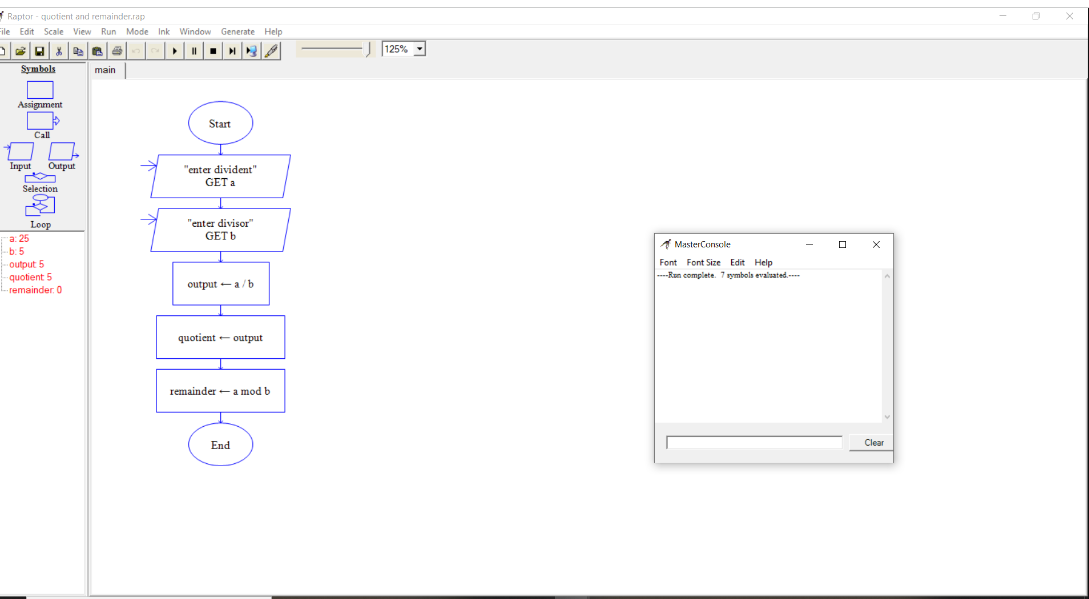 Raptor - quotient and remainder.rap
File Edit Scale View Run Mode Ink Window Generate Help
125%
Symbols
main
Assignment
Call
Input Output
Selection
Loop
a: 25
b: 5
output: 5
quotient: 5
remainder: 0
Start
"enter divident"
GET a
"enter divisor"
GET b
output ← a / b
quotient ← output
remainder ← a mod b
End
MasterConsole
Font Font Size Edit Help
----Run complete. 7 symbols evaluated.----
Clear